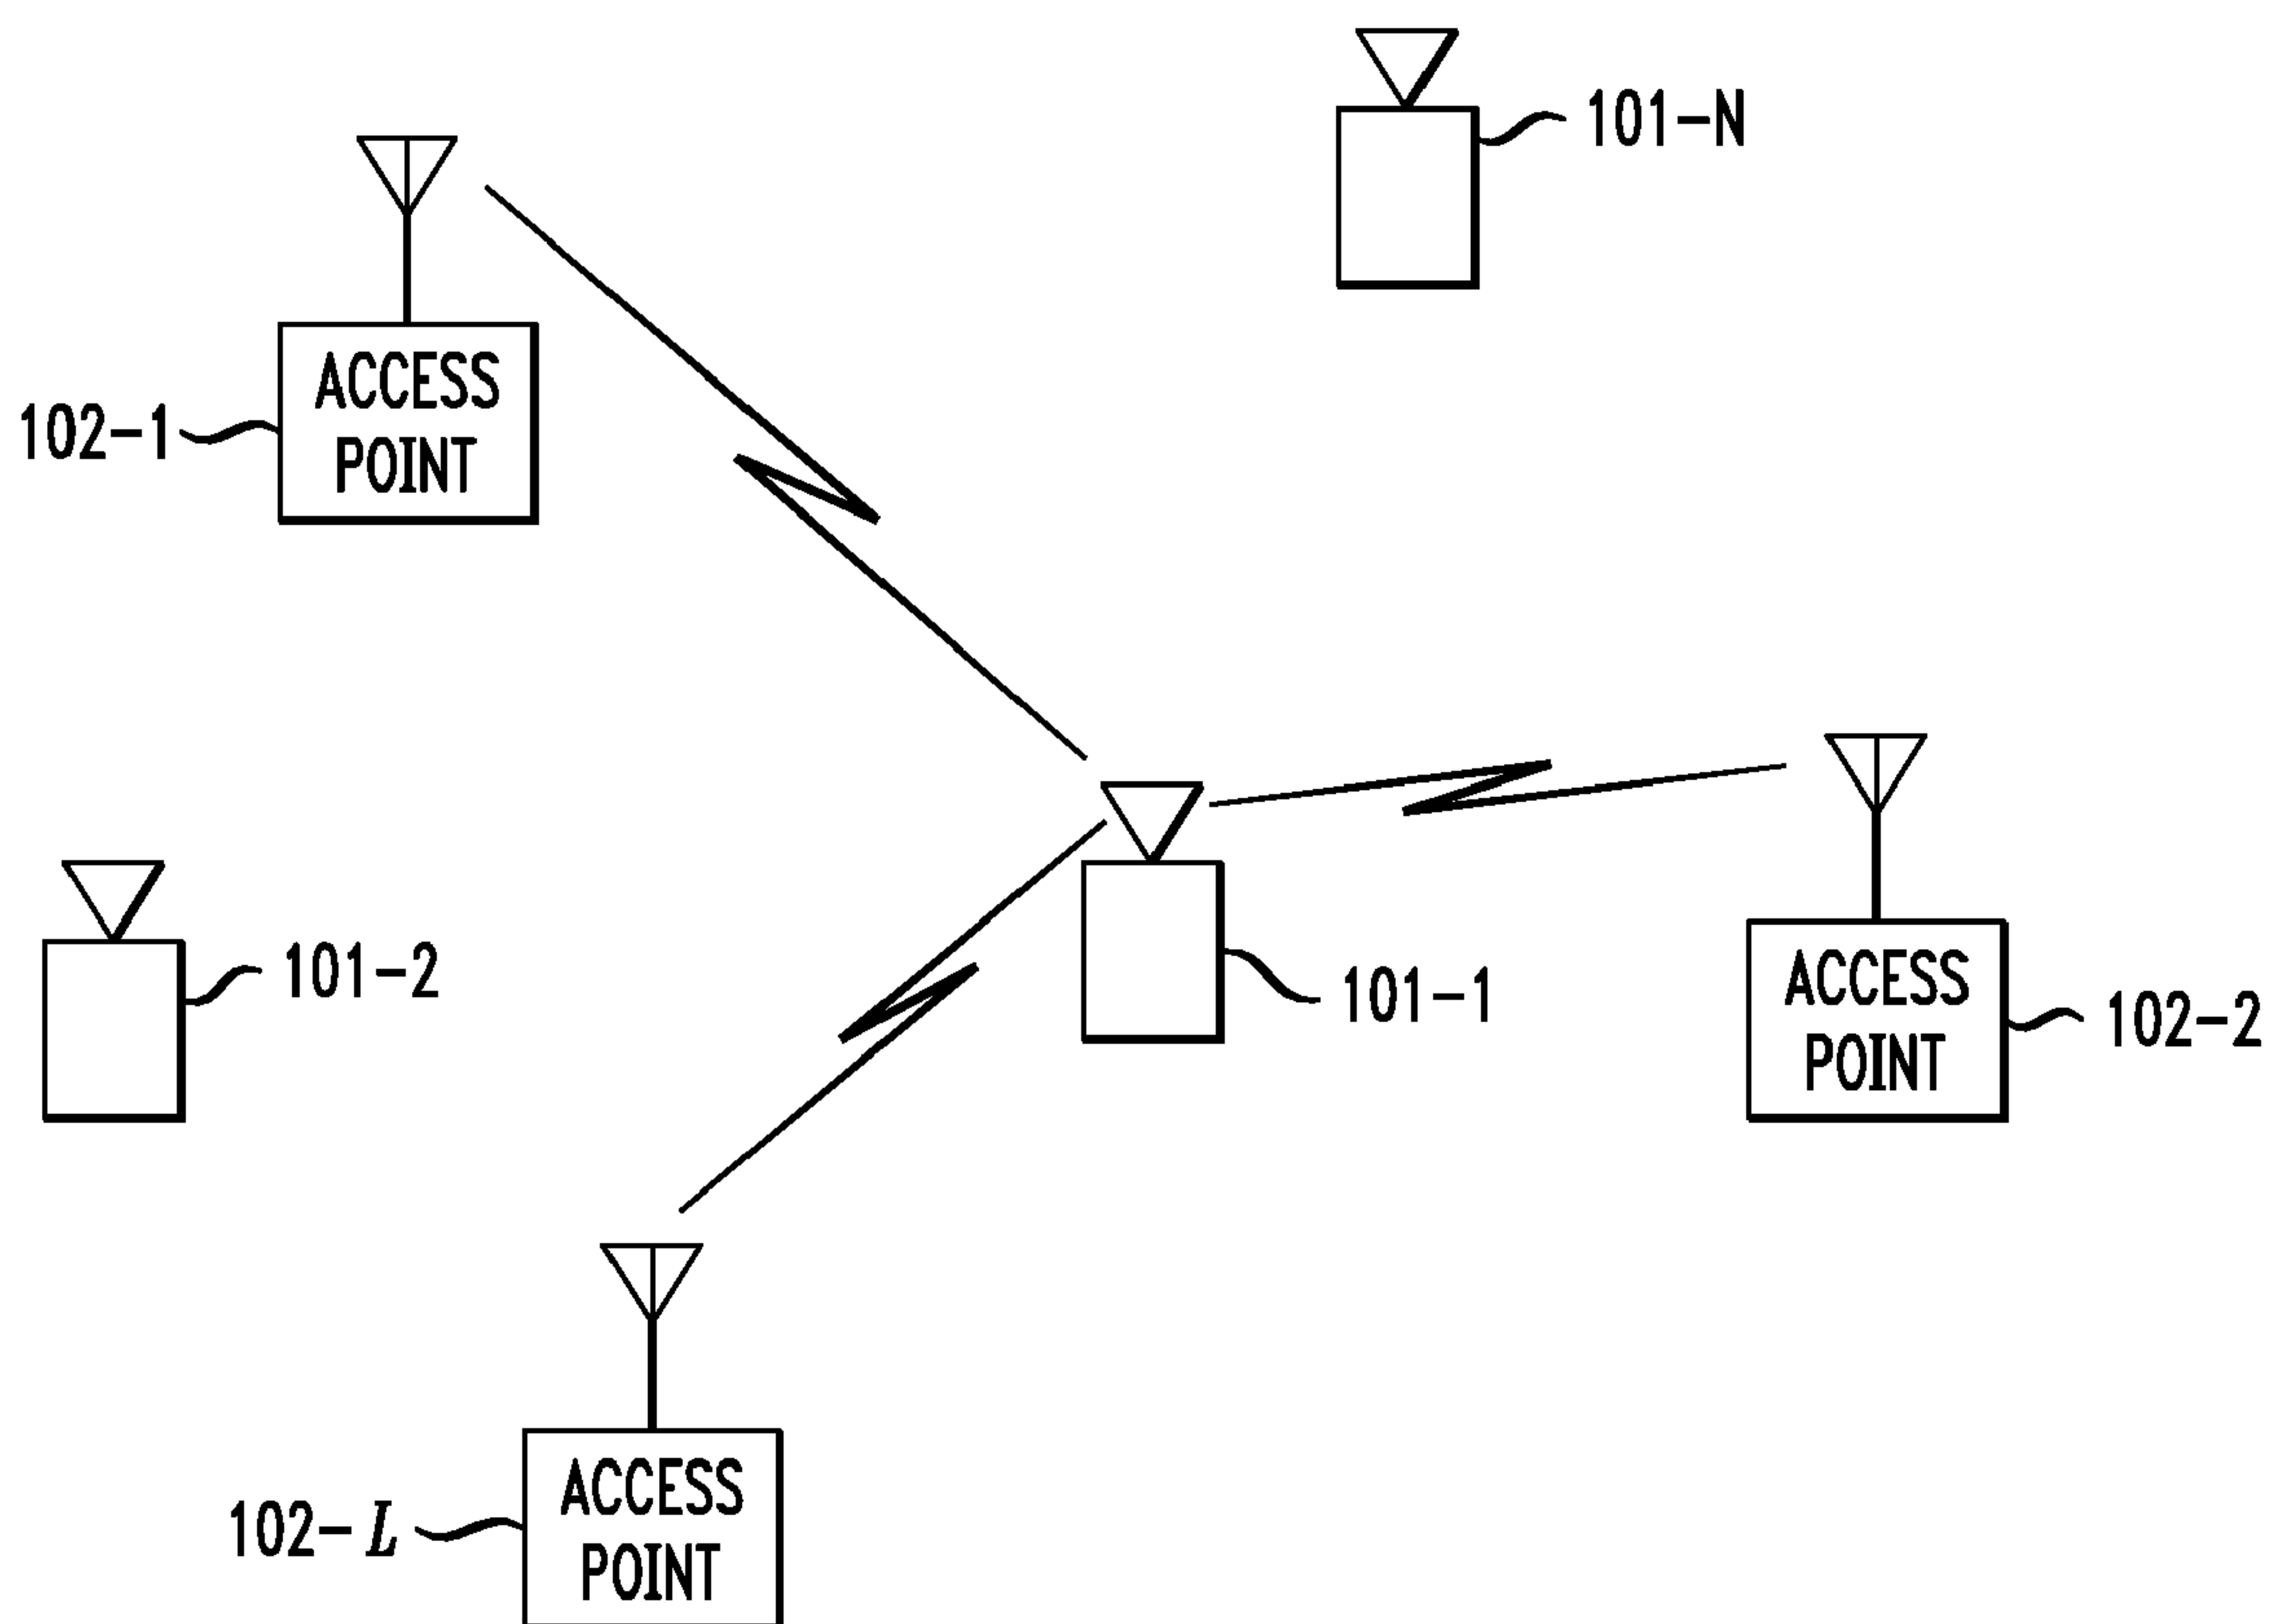 101-N
102-1
ACCESS
POINT
101-2
101-1
ACCESS
POINT
102-2
102-L
ACCESS
POINT